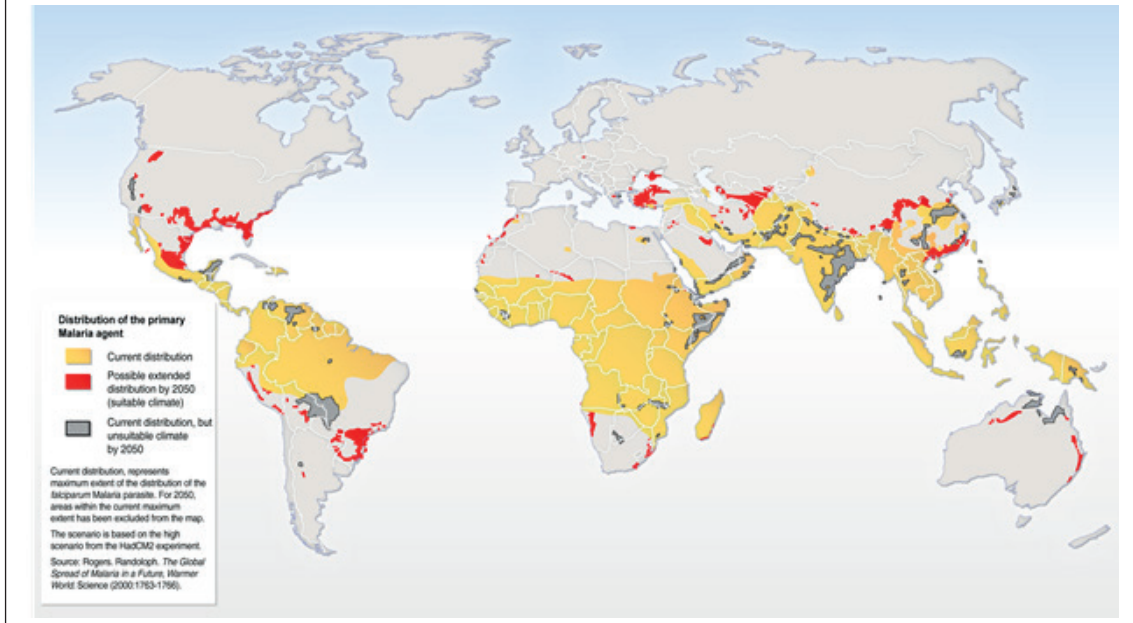 Distribution of the primary
Malaria agent
Current distribution
Possible extended
distribution by 2050
(suitable climate)
Current distribution, but
unsuitable climate
by 2050
Current distribution, represents
maximum extent of the distribution of the
falciparum Malaria parasite. For 2050,
areas within the current maximum
extent has been excluded from the map.
The scenario is based on the high
scenario from the HadCM2 experiment.
Source: Rogers. Randoloph. The Global
Spread of Malaria in a Future, Warmer
World. Science (2000:1763-1766).